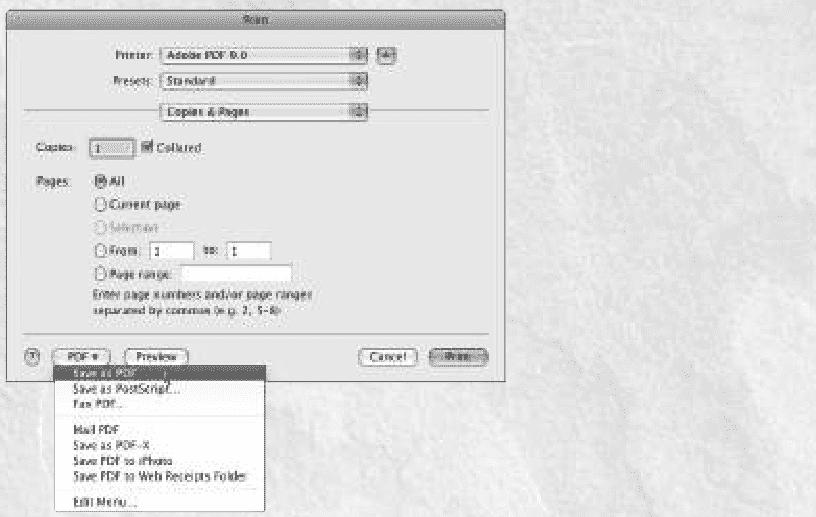 Print
Printer: Adobe PDF 9.0
Presets: Standard
Copies & Pages
Copies: 1 Collated
Pages: All
Current page
Selection
From: 1 to: 1
Page range:
Enter page numbers and/or page ranges
separated by commas (e.g. 2, 5-8)
? PDF Preview Cancel Print
Save as PDF...
Save as PostScript...
Fax PDF...
Mail PDF
Save as PDF-X
Save PDF to iPhoto
Save PDF to Web Receipts Folder
Edit Menu...